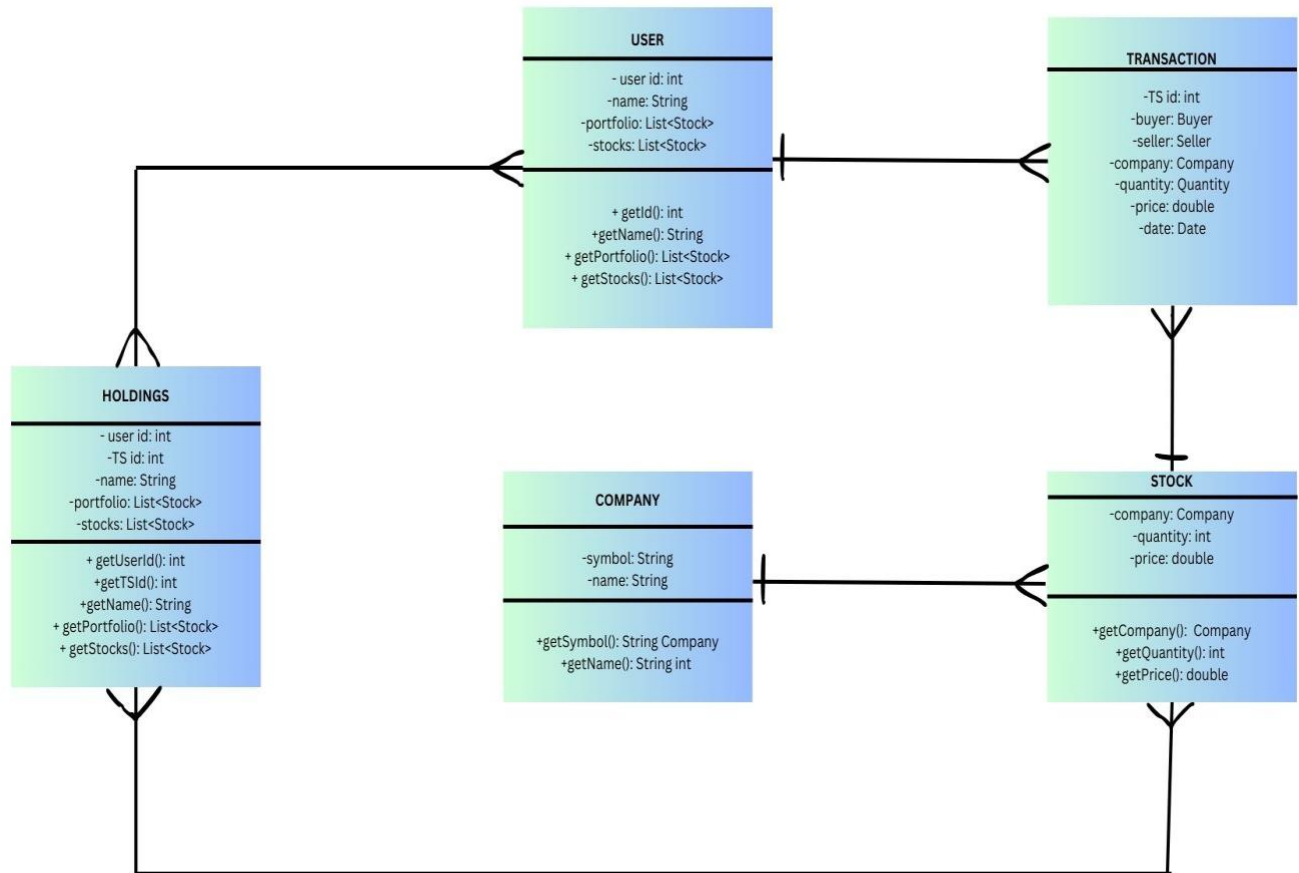 USER
- user id: int
-name: String
-portfolio: List<Stock>
-stocks: List<Stock>
+ getId(): int
+getName(): String
+ getPortfolio(): List<Stock>
+ getStocks(): List<Stock>
TRANSACTION
-TS id: int
-buyer: Buyer
-seller: Seller
-company: Company
-quantity: Quantity
-price: double
-date: Date
HOLDINGS
- user id: int
-TS id: int
-name: String
-portfolio: List<Stock>
-stocks: List<Stock>
+ getUserId(): int
+getTSId(): int
+getName(): String
+ getPortfolio(): List<Stock>
+ getStocks(): List<Stock>
COMPANY
-symbol: String
-name: String
+getSymbol(): String Company
+getName(): String int
STOCK
-company: Company
-quantity: int
-price: double
+getCompany(): Company
+getQuantity(): int
+getPrice(): double